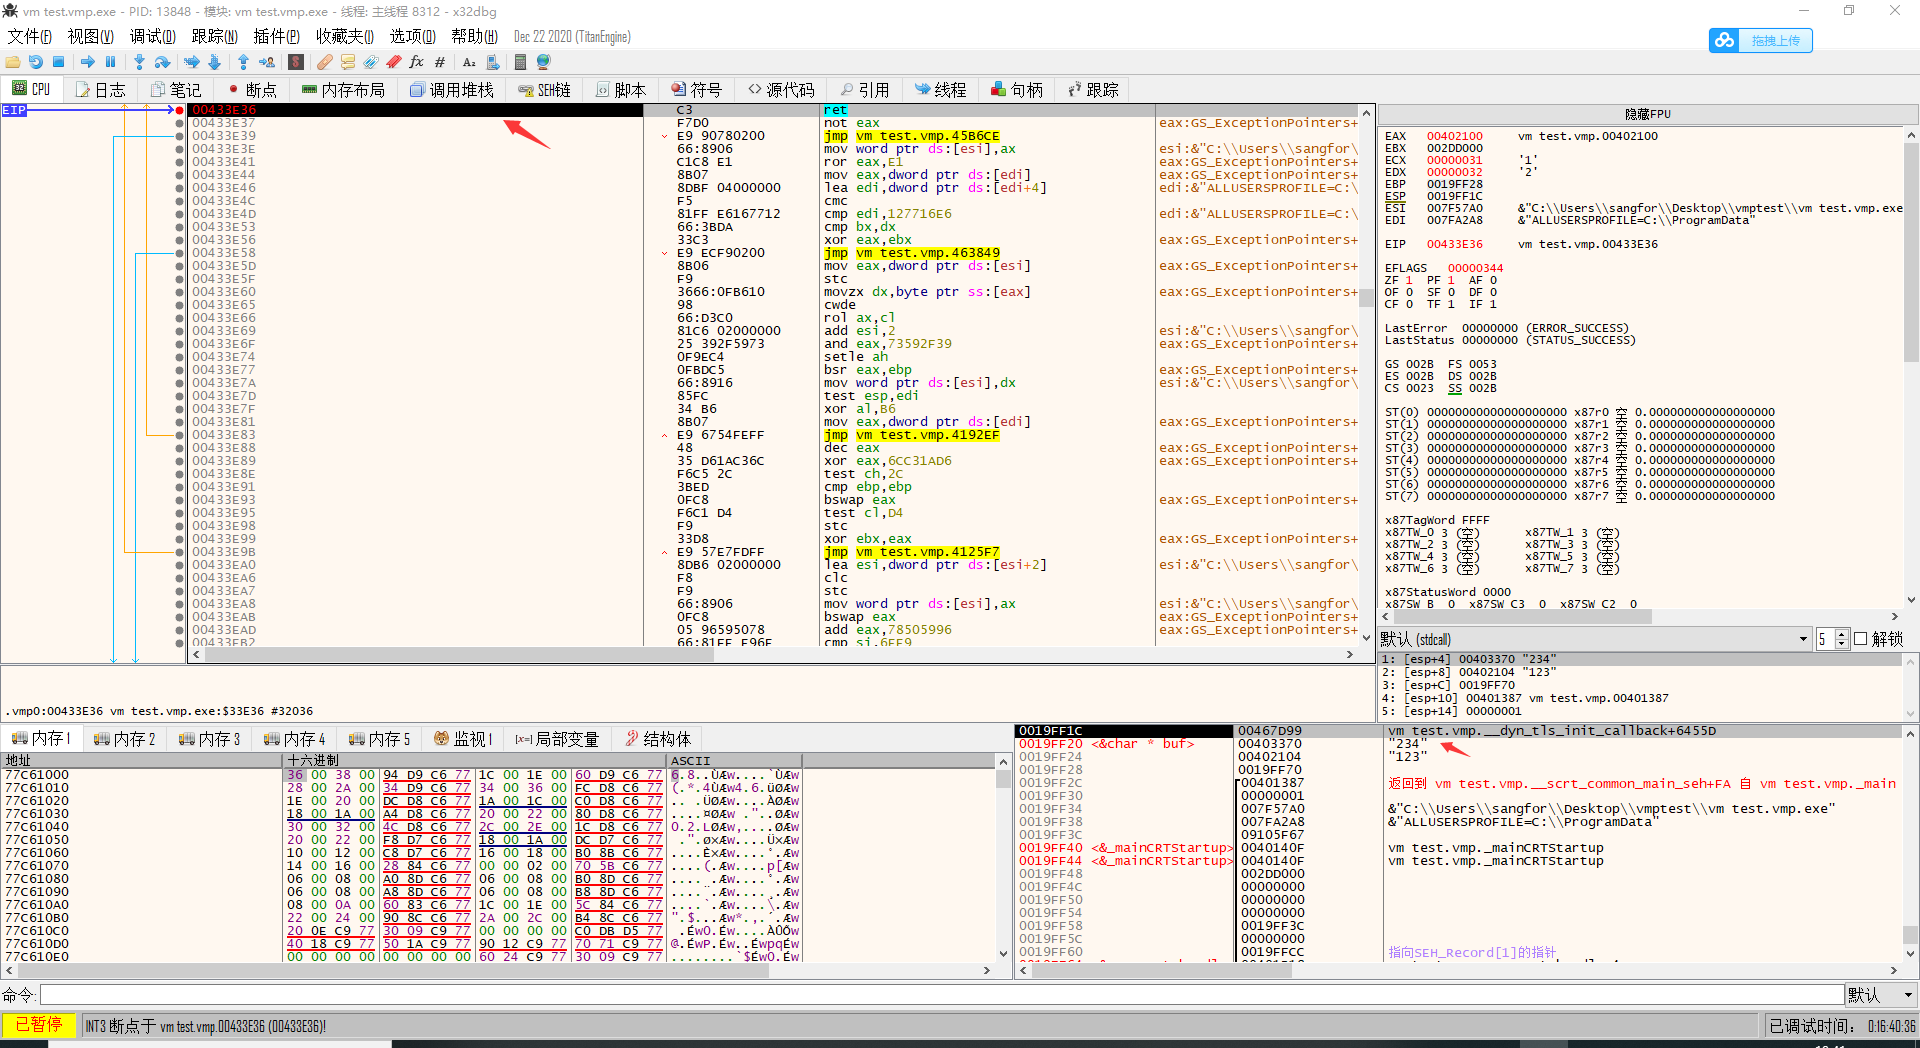 vm test.vmp.exe - PID: 13848 - 模块: vm test.vmp.exe - 线程: 主线程 8312 - x32dbg
文件(F) 视图(V) 调试(D) 跟踪(N) 插件(P) 收藏夹(I) 选项(O) 帮助(H) Dec 22 2020 (TitanEngine)
拖拽上传
CPU 日志 笔记 断点 内存布局 调用堆栈 SEH链 脚本 符号 源代码 引用 线程 句柄 跟踪
EIP
00433E36 C3 ret
00433E37 F7D0 not eax eax:GS_ExceptionPointers+
00433E39 E9 90780200 jmp vm test.vmp.45B6CE
00433E3E 66:8906 mov word ptr ds:[esi],ax esi:&"C:\\Users\\sangfor\
00433E41 C1C8 E1 ror eax,E1 eax:GS_ExceptionPointers+
00433E44 8B07 mov eax,dword ptr ds:[edi] eax:GS_ExceptionPointers+
00433E46 8DBF 04000000 lea edi,dword ptr ds:[edi+4] edi:&"ALLUSERSPROFILE=C:\
00433E4C F5 cmc
00433E4D 81FF E6167712 cmp edi,127716E6 edi:&"ALLUSERSPROFILE=C:\
00433E53 66:3BDA cmp bx,dx
00433E56 33C3 xor eax,ebx eax:GS_ExceptionPointers+
00433E58 E9 ECF90200 jmp vm test.vmp.463849
00433E5D 8B06 mov eax,dword ptr ds:[esi] eax:GS_ExceptionPointers+
00433E5F F9 stc
00433E60 3666:0FB610 movzx dx,byte ptr ss:[eax] eax:GS_ExceptionPointers+
00433E65 98 cwde
00433E66 66:D3C0 rol ax,cl
00433E69 81C6 02000000 add esi,2 esi:&"C:\\Users\\sangfor\
00433E6F 25 392F5973 and eax,73592F39 eax:GS_ExceptionPointers+
00433E74 0F9EC4 setle ah
00433E77 0FBDC5 bsr eax,ebp eax:GS_ExceptionPointers+
00433E7A 66:8916 mov word ptr ds:[esi],dx esi:&"C:\\Users\\sangfor\
00433E7D 85FC test esp,edi
00433E7F 34 B6 xor al,B6
00433E81 8B07 mov eax,dword ptr ds:[edi] eax:GS_ExceptionPointers+
00433E83 E9 6754FEFF jmp vm test.vmp.4192EF
00433E88 48 dec eax eax:GS_ExceptionPointers+
00433E89 35 D61AC36C xor eax,6CC31AD6 eax:GS_ExceptionPointers+
00433E8E F6C5 2C test ch,2C
00433E91 3BED cmp ebp,ebp
00433E93 0FC8 bswap eax eax:GS_ExceptionPointers+
00433E95 F6C1 D4 test cl,D4
00433E98 F9 stc
00433E99 33D8 xor ebx,eax eax:GS_ExceptionPointers+
00433E9B E9 57E7FDFF jmp vm test.vmp.4125F7
00433EA0 8DB6 02000000 lea esi,dword ptr ds:[esi+2] esi:&"C:\\Users\\sangfor\
00433EA6 F8 clc
00433EA7 F9 stc
00433EA8 66:8906 mov word ptr ds:[esi],ax esi:&"C:\\Users\\sangfor\
00433EAB 0FC8 bswap eax eax:GS_ExceptionPointers+
00433EAD 05 96595078 add eax,78505996 eax:GS_ExceptionPointers+
00433EB2 66:81FE E96F cmp si,6FE9
.vmp0:00433E36 vm test.vmp.exe:$33E36 #32036
隐藏FPU
EAX 00402100 vm test.vmp.00402100
EBX 002DD000
ECX 00000031 '1'
EDX 00000032 '2'
EBP 0019FF28
ESP 0019FF1C
ESI 007F57A0 &"C:\\Users\\sangfor\\Desktop\\vmptest\\vm test.vmp.exe
EDI 007FA2A8 &"ALLUSERSPROFILE=C:\\ProgramData"
EIP 00433E36 vm test.vmp.00433E36
EFLAGS 00000344
ZF 1 PF 1 AF 0
OF 0 SF 0 DF 0
CF 0 TF 1 IF 1
LastError 00000000 (ERROR_SUCCESS)
LastStatus 00000000 (STATUS_SUCCESS)
GS 002B FS 0053
ES 002B DS 002B
CS 0023 SS 002B
ST(0) 00000000000000000000 x87r0 空 0.000000000000000000
ST(1) 00000000000000000000 x87r1 空 0.000000000000000000
ST(2) 00000000000000000000 x87r2 空 0.000000000000000000
ST(3) 00000000000000000000 x87r3 空 0.000000000000000000
ST(4) 00000000000000000000 x87r4 空 0.000000000000000000
ST(5) 00000000000000000000 x87r5 空 0.000000000000000000
ST(6) 00000000000000000000 x87r6 空 0.000000000000000000
ST(7) 00000000000000000000 x87r7 空 0.000000000000000000
x87TagWord FFFF
x87TW_0 3 (空) x87TW_1 3 (空)
x87TW_2 3 (空) x87TW_3 3 (空)
x87TW_4 3 (空) x87TW_5 3 (空)
x87TW_6 3 (空) x87TW_7 3 (空)
x87StatusWord 0000
x87SW_B 0 x87SW_C3 0 x87SW_C2 0
默认 (stdcall) 5 解锁
1: [esp+4] 00403370 "234"
2: [esp+8] 00402104 "123"
3: [esp+C] 0019FF70
4: [esp+10] 00401387 vm test.vmp.00401387
5: [esp+14] 00000001
内存1 内存2 内存3 内存4 内存5 监视1 局部变量 结构体
地址 十六进制 ASCII
77C61000 36 00 38 00 94 D9 C6 77 1C 00 1E 00 60 D9 C6 77 6.8..ÙÆw....`ÙÆw
77C61010 28 00 2A 00 34 D9 C6 77 34 00 36 00 FC D8 C6 77 (.*.4ÙÆw4.6.üØÆw
77C61020 1E 00 20 00 DC D8 C6 77 1A 00 1C 00 C0 D8 C6 77 .. .ÜØÆw....ÀØÆw
77C61030 18 00 1A 00 A4 D8 C6 77 20 00 22 00 80 D8 C6 77 ....¤ØÆw ."..ØÆw
77C61040 30 00 32 00 4C D8 C6 77 2C 00 2E 00 1C D8 C6 77 0.2.LØÆw,....ØÆw
77C61050 20 00 22 00 F8 D7 C6 77 18 00 1A 00 DC D7 C6 77 .".ø×Æw....Ü×Æw
77C61060 10 00 12 00 C8 D7 C6 77 16 00 18 00 B0 8B C6 77 ....È×Æw....°.Æw
77C61070 14 00 16 00 28 84 C6 77 00 00 02 00 70 5B C6 77 ....(.Æw....p[Æw
77C61080 06 00 08 00 A0 8D C6 77 06 00 08 00 B0 8D C6 77 .... .Æw....°.Æw
77C61090 06 00 08 00 A8 8D C6 77 06 00 08 00 B8 8D C6 77 ....¨.Æw....¸.Æw
77C610A0 08 00 0A 00 60 83 C6 77 1C 00 1E 00 5C 84 C6 77 ....`.Æw....\.Æw
77C610B0 22 00 24 00 90 8C C6 77 2A 00 2C 00 B4 8C C6 77 ".$...Æw*.,.´.Æw
77C610C0 20 0E C9 77 30 09 C9 77 00 00 00 00 C0 DB D5 77 .Éw0.Éw....ÀÛÕw
77C610D0 40 18 C9 77 50 1A C9 77 90 12 C9 77 70 71 C9 77 @.ÉwP.Éw..ÉwpqÉw
77C610E0 00 00 00 00 00 00 00 00 60 24 C9 77 30 09 C9 77 ........`$Éw0.Éw
0019FF1C 00467D99 vm test.vmp.__dyn_tls_init_callback+6455D
0019FF20 <&char * buf> 00403370 "234"
0019FF24 00402104 "123"
0019FF28 0019FF70
0019FF2C 00401387 返回到 vm test.vmp.__scrt_common_main_seh+FA 自 vm test.vmp._main
0019FF30 00000001
0019FF34 007F57A0 &"C:\\Users\\sangfor\\Desktop\\vmptest\\vm test.vmp.exe"
0019FF38 007FA2A8 &"ALLUSERSPROFILE=C:\\ProgramData"
0019FF3C 09105F67
0019FF40 <&_mainCRTStartup> 0040140F vm test.vmp._mainCRTStartup
0019FF44 <&_mainCRTStartup> 0040140F vm test.vmp._mainCRTStartup
0019FF48 002DD000
0019FF4C 00000000
0019FF50 00000000
0019FF54 00000000
0019FF58 0019FF3C
0019FF5C 00000000
0019FF60 0019FFCC 指向SEH_Record[1]的指针
命令: 默认
已暂停 INT3 断点于 vm test.vmp.00433E36 (00433E36)! 已调试时间: 0:16:40:36